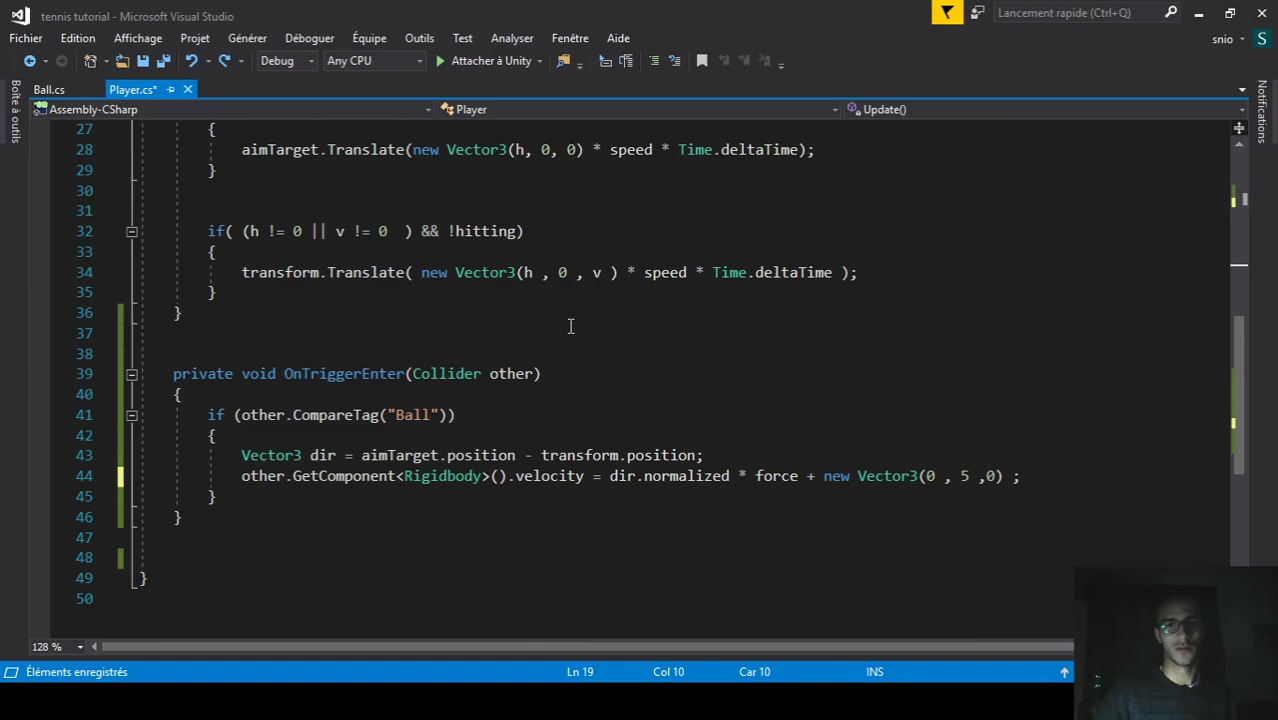 tennis tutorial - Microsoft Visual Studio
Lancement rapide (Ctrl+Q)
Fichier Edition Affichage Projet Générer Déboguer Équipe Outils Test Analyser Fenêtre Aide
snio S
Debug Any CPU Attacher à Unity
Boîte à outils
Ball.cs Player.cs*
Notifications
Assembly-CSharp Player Update()
27 {
28 aimTarget.Translate(new Vector3(h, 0, 0) * speed * Time.deltaTime);
29 }
30
31
32 if( (h != 0 || v != 0  ) && !hitting)
33 {
34 transform.Translate( new Vector3(h , 0 , v ) * speed * Time.deltaTime );
35 }
36 }
37
38
39 private void OnTriggerEnter(Collider other)
40 {
41 if (other.CompareTag("Ball"))
42 {
43 Vector3 dir = aimTarget.position - transform.position;
44 other.GetComponent<Rigidbody>().velocity = dir.normalized * force + new Vector3(0 , 5 ,0) ;
45 }
46 }
47
48
49 }
50
128 %
Éléments enregistrés Ln 19 Col 10 Car 10 INS